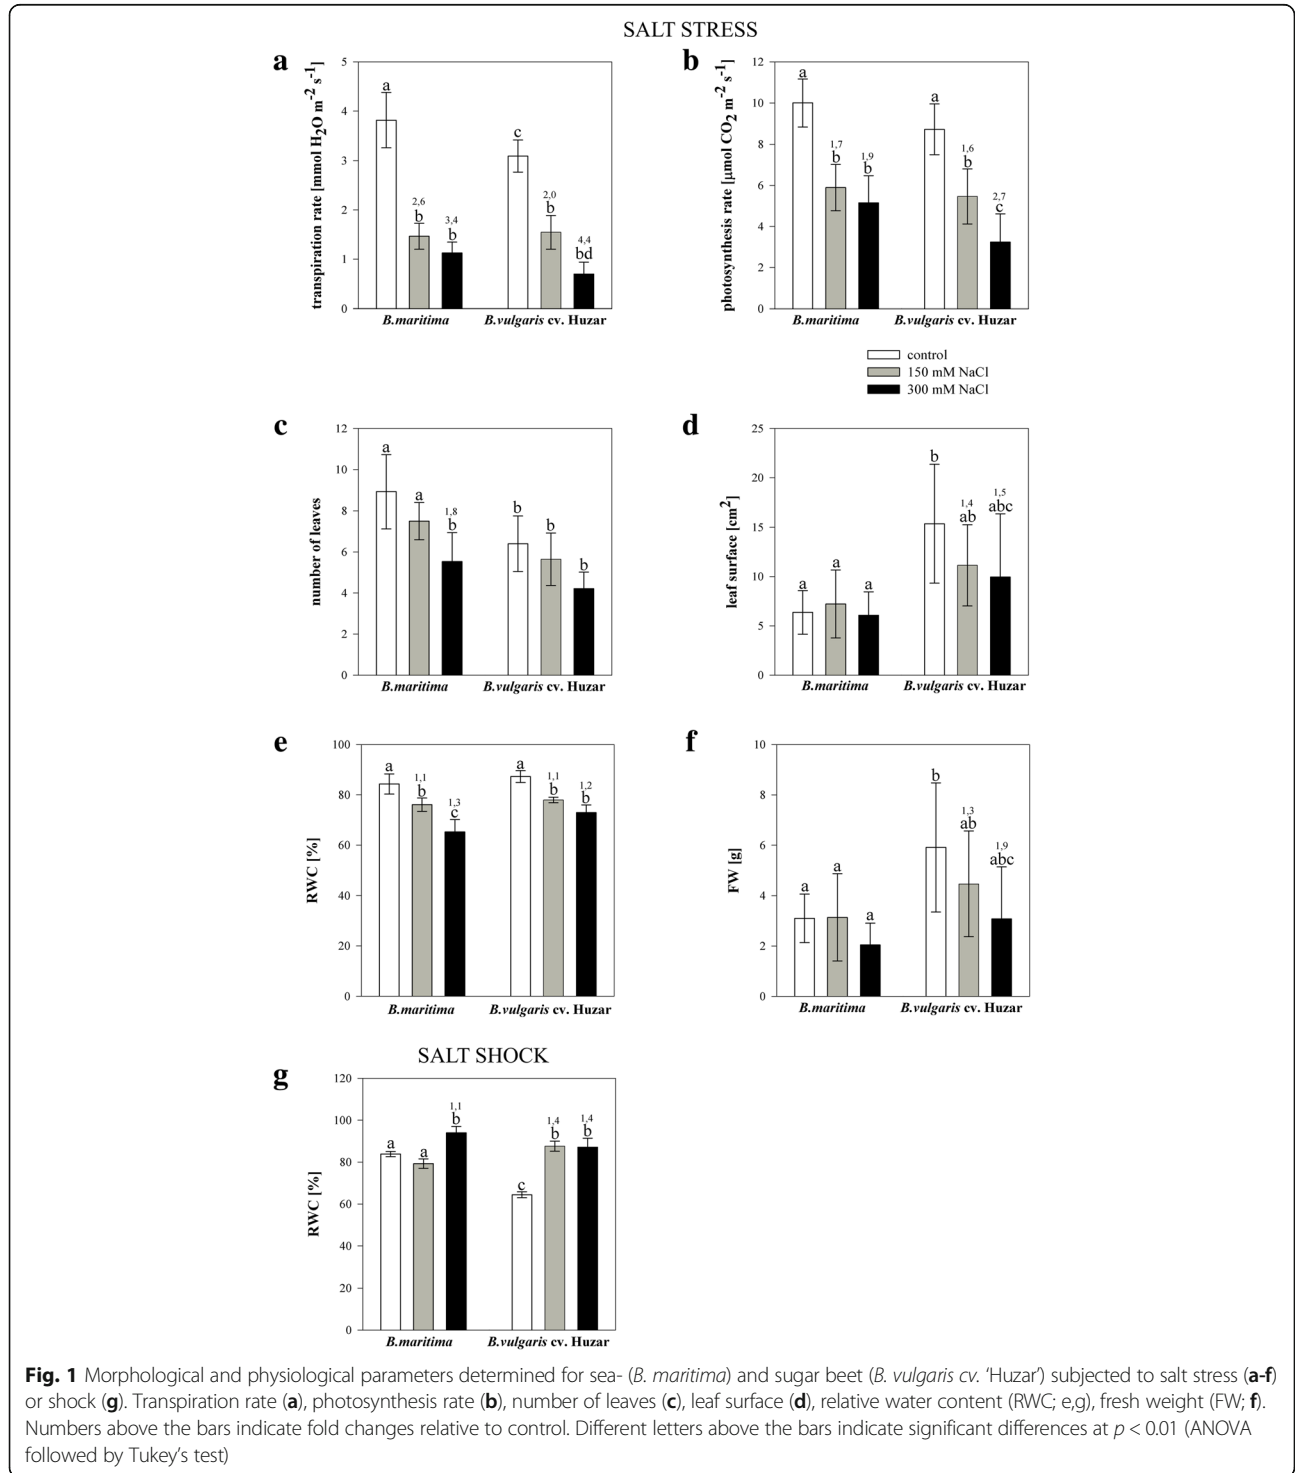 SALT STRESS
a
transpiration rate [mmol H2O m-2 s-1]
5
4
3
2
1
0
a
2,6
b
3,4
b
c
2,0
b
4,4
bd
B.maritima
B.vulgaris cv. Huzar
b
photosynthesis rate [µmol CO2 m-2 s-1]
12
10
8
6
4
2
0
a
1,7
b
1,9
b
a
1,6
b
2,7
c
B.maritima
B.vulgaris cv. Huzar
control
150 mM NaCl
300 mM NaCl
c
number of leaves
12
10
8
6
4
2
0
a
a
1,8
b
b
b
b
B.maritima
B.vulgaris cv. Huzar
d
leaf surface [cm2]
25
20
15
10
5
0
a
a
a
b
1,4
ab
1,5
abc
B.maritima
B.vulgaris cv. Huzar
e
RWC [%]
100
80
60
40
20
0
a
1,1
b
1,3
c
a
1,1
b
1,2
b
B.maritima
B.vulgaris cv. Huzar
f
FW [g]
10
8
6
4
2
0
a
a
a
b
1,3
ab
1,9
abc
B.maritima
B.vulgaris cv. Huzar
SALT SHOCK
g
RWC [%]
120
100
80
60
40
20
0
a
a
1,1
b
c
1,4
b
1,4
b
B.maritima
B.vulgaris cv. Huzar
Fig. 1 Morphological and physiological parameters determined for sea- (B. maritima) and sugar beet (B. vulgaris cv. ‘Huzar’) subjected to salt stress (a-f)
or shock (g). Transpiration rate (a), photosynthesis rate (b), number of leaves (c), leaf surface (d), relative water content (RWC; e,g), fresh weight (FW; f).
Numbers above the bars indicate fold changes relative to control. Different letters above the bars indicate significant differences at p < 0.01 (ANOVA
followed by Tukey’s test)